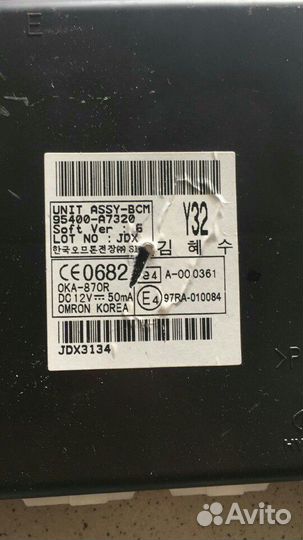 E
UNIT ASSY-BCM
95400-A7320
Soft Ver : 6
LOT NO : JDX
Y32
한국오므론전장㈜
김 혜 수
CE0682 e4 A-00 0361
OKA-870R
DC12V 50mA E4 97RA-010084
OMRON KOREA
JDX3134
Avito